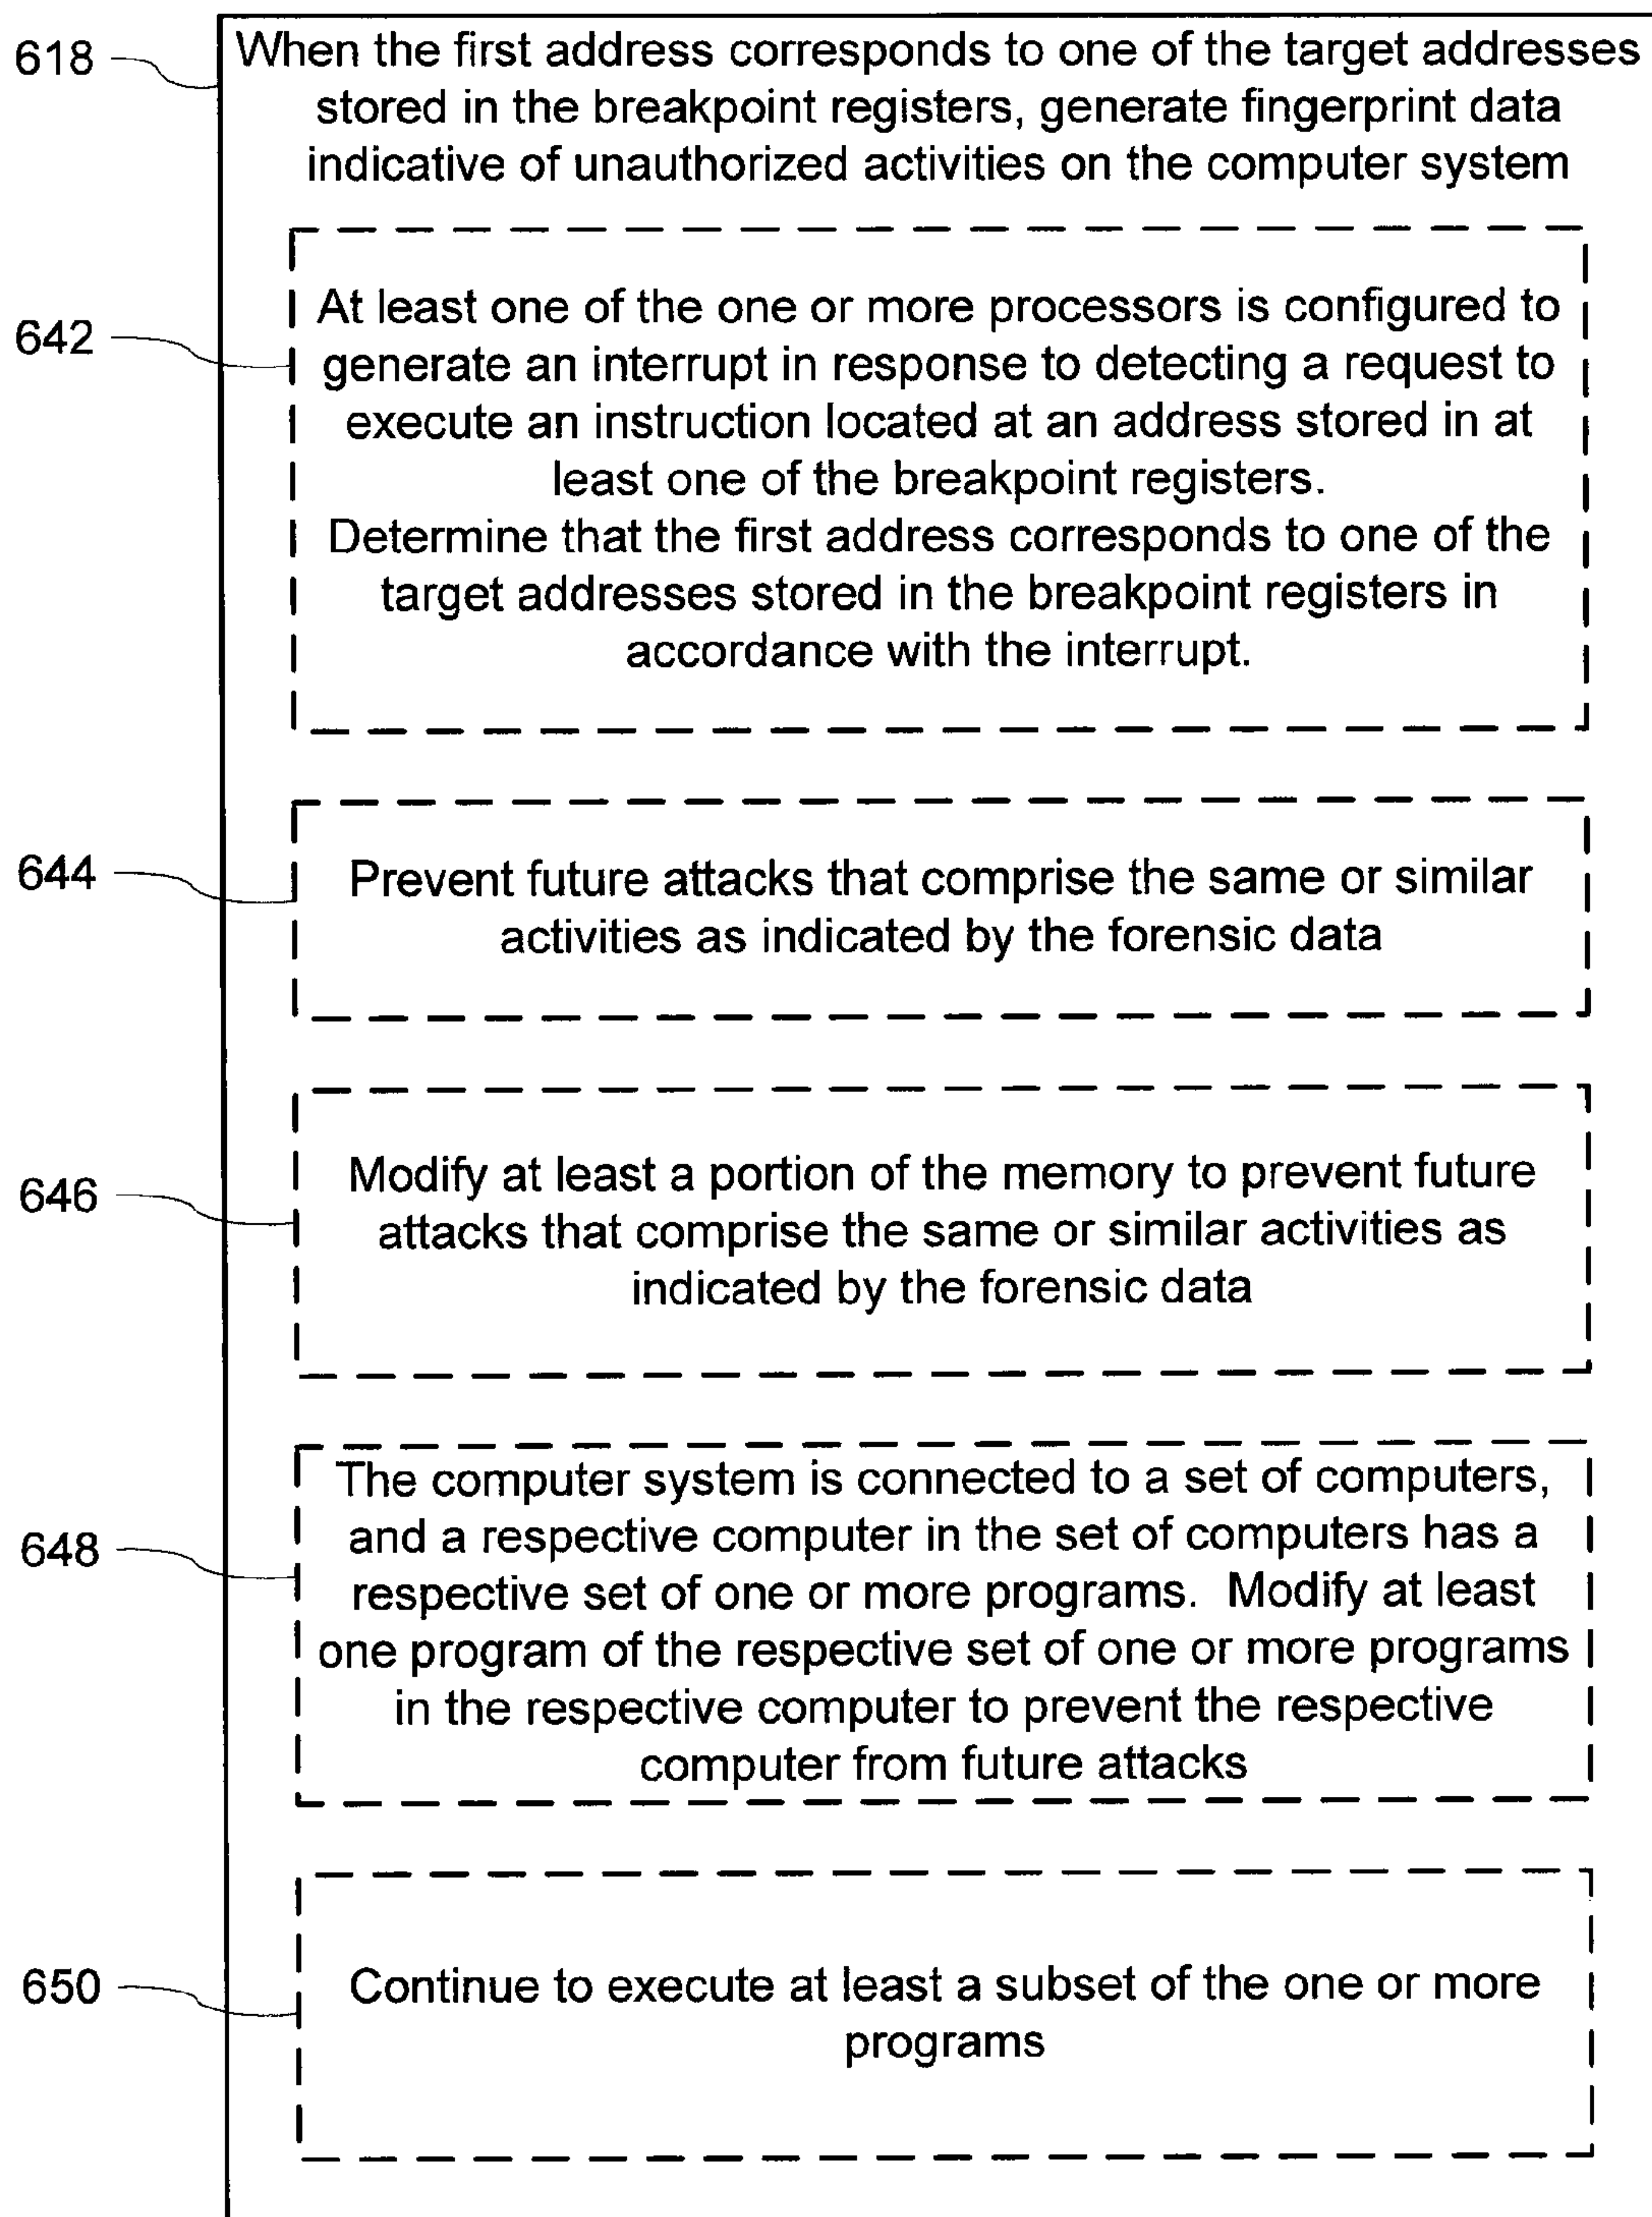 618
When the first address corresponds to one of the target addresses
stored in the breakpoint registers, generate fingerprint data
indicative of unauthorized activities on the computer system
642
At least one of the one or more processors is configured to
generate an interrupt in response to detecting a request to
execute an instruction located at an address stored in at
least one of the breakpoint registers.
Determine that the first address corresponds to one of the
target addresses stored in the breakpoint registers in
accordance with the interrupt.
644
Prevent future attacks that comprise the same or similar
activities as indicated by the forensic data
646
Modify at least a portion of the memory to prevent future
attacks that comprise the same or similar activities as
indicated by the forensic data
648
The computer system is connected to a set of computers,
and a respective computer in the set of computers has a
respective set of one or more programs. Modify at least
one program of the respective set of one or more programs
in the respective computer to prevent the respective
computer from future attacks
650
Continue to execute at least a subset of the one or more
programs